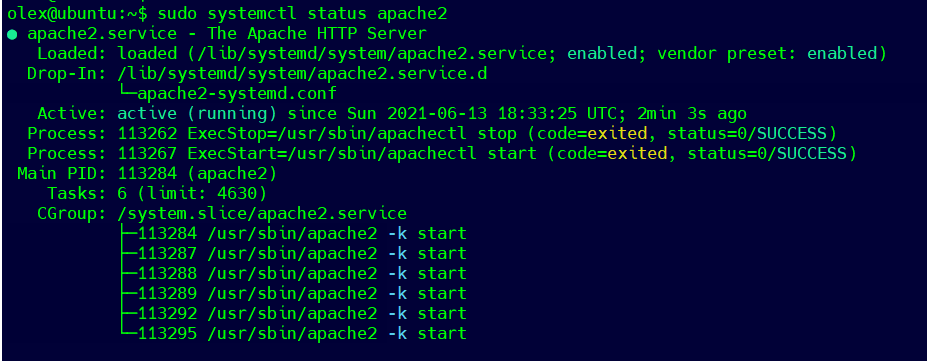 olex@ubuntu:~$ sudo systemctl status apache2
● apache2.service - The Apache HTTP Server
   Loaded: loaded (/lib/systemd/system/apache2.service; enabled; vendor preset: enabled)
  Drop-In: /lib/systemd/system/apache2.service.d
           └─apache2-systemd.conf
   Active: active (running) since Sun 2021-06-13 18:33:25 UTC; 2min 3s ago
  Process: 113262 ExecStop=/usr/sbin/apachectl stop (code=exited, status=0/SUCCESS)
  Process: 113267 ExecStart=/usr/sbin/apachectl start (code=exited, status=0/SUCCESS)
 Main PID: 113284 (apache2)
    Tasks: 6 (limit: 4630)
   CGroup: /system.slice/apache2.service
           ├─113284 /usr/sbin/apache2 -k start
           ├─113287 /usr/sbin/apache2 -k start
           ├─113288 /usr/sbin/apache2 -k start
           ├─113289 /usr/sbin/apache2 -k start
           ├─113292 /usr/sbin/apache2 -k start
           └─113295 /usr/sbin/apache2 -k start